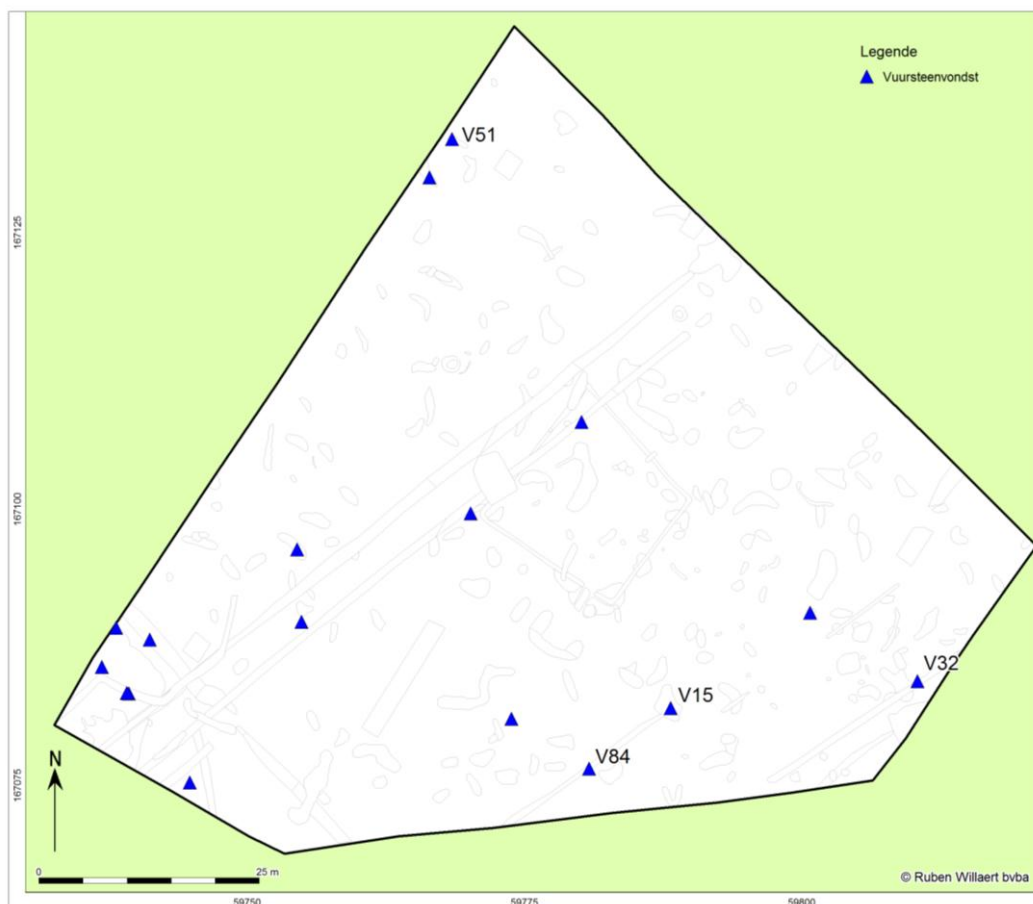 Legende
Vuursteenvondst
V51
167125
167100
V32
V15
V84
N
167075
0 25 m
© Ruben Willaert bvba
59750 59775 59800